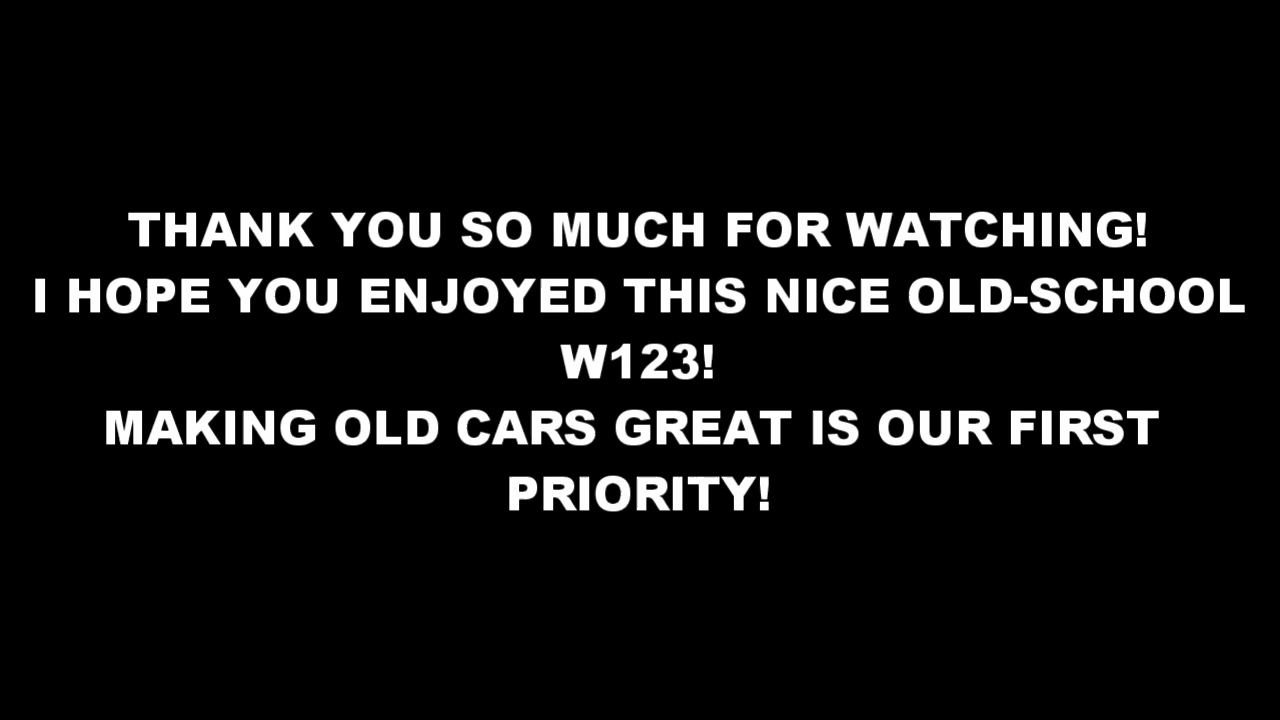 THANK YOU SO MUCH FOR WATCHING!
I HOPE YOU ENJOYED THIS NICE OLD-SCHOOL
W123!
MAKING OLD CARS GREAT IS OUR FIRST
PRIORITY!